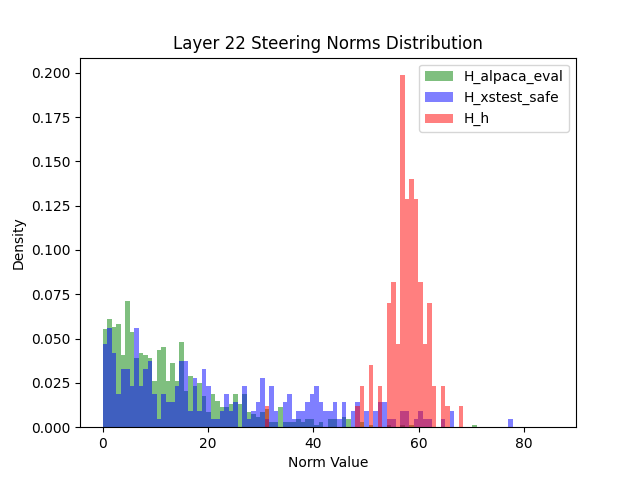 Layer 22 Steering Norms Distribution
H_alpaca_eval
H_xstest_safe
H_h
0.200
0.175
0.150
0.125
0.100
0.075
0.050
0.025
0.000
Density
0 20 40 60 80
Norm Value